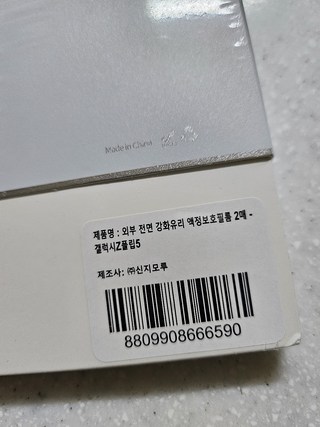 Made in China
제품명 : 외부 전면 강화유리 액정보호필름 2매 -
갤럭시Z플립5
제조사: ㈜신지모루
8809908666590